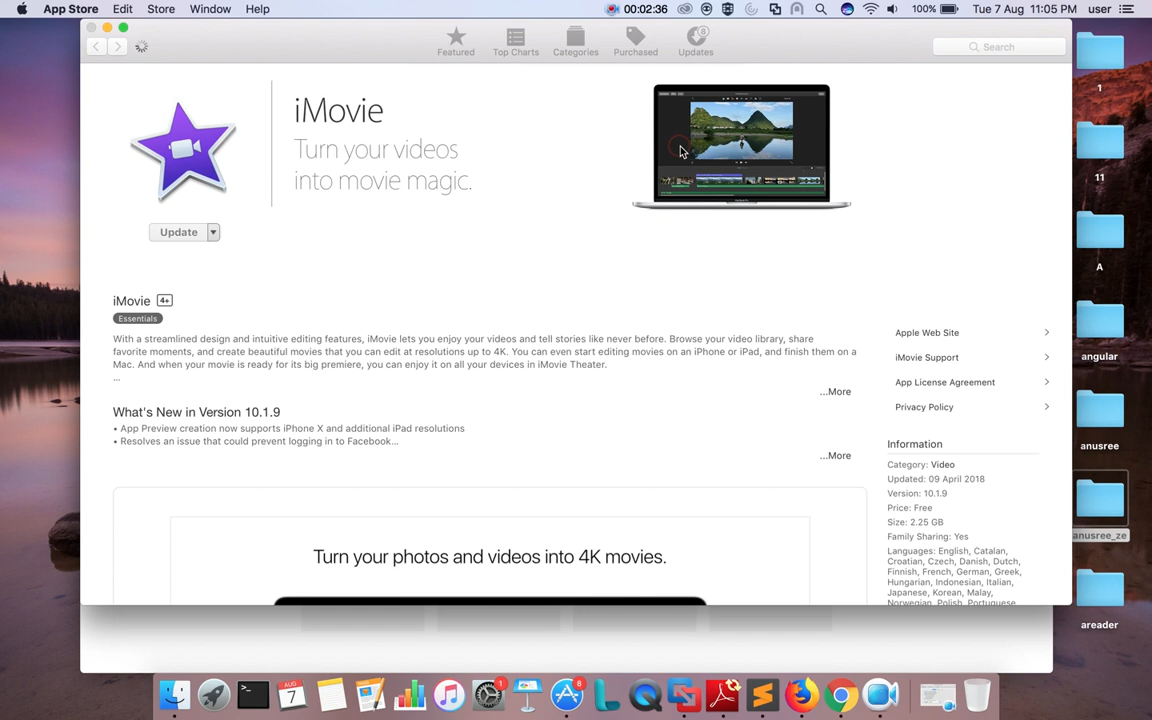 App Store Edit Store Window Help 00:02:36 100% Tue 7 Aug 11:05 PM user
Featured Top Charts Categories Purchased Updates 8 Search
iMovie
Turn your videos
into movie magic.
Update
iMovie 4+
Essentials
With a streamlined design and intuitive editing features, iMovie lets you enjoy your videos and tell stories like never before. Browse your video library, share
favorite moments, and create beautiful movies that you can edit at resolutions up to 4K. You can even start editing movies on an iPhone or iPad, and finish them on a
Mac. And when your movie is ready for its big premiere, you can enjoy it on all your devices in iMovie Theater.
...
...More
What's New in Version 10.1.9
• App Preview creation now supports iPhone X and additional iPad resolutions
• Resolves an issue that could prevent logging in to Facebook...
...More
Turn your photos and videos into 4K movies.
Apple Web Site
iMovie Support
App License Agreement
Privacy Policy
Information
Category: Video
Updated: 09 April 2018
Version: 10.1.9
Price: Free
Size: 2.25 GB
Family Sharing: Yes
Languages: English, Catalan,
Croatian, Czech, Danish, Dutch,
Finnish, French, German, Greek,
Hungarian, Indonesian, Italian,
Japanese, Korean, Malay,
Norwegian, Polish, Portuguese
1
11
A
angular
anusree
anusree_ze
areader
AUG
7
1
8